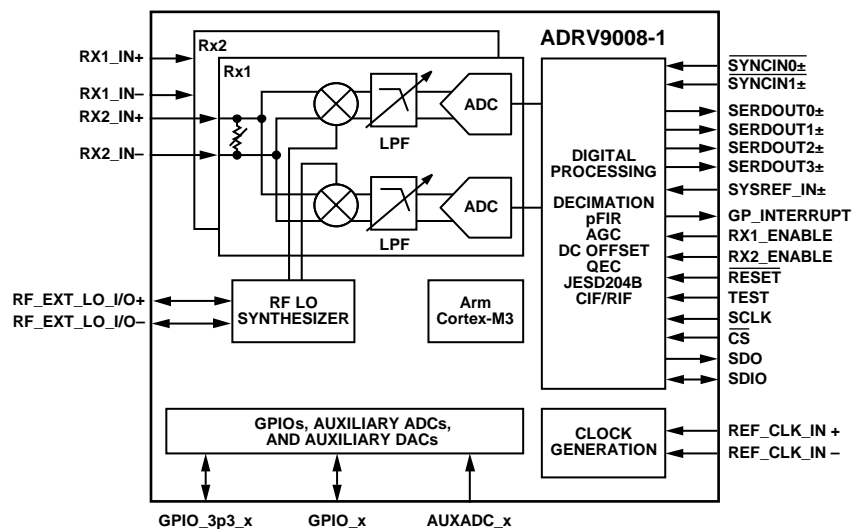 ADRV9008-1
Rx2
Rx1
RX1_IN+
RX1_IN–
RX2_IN+
RX2_IN–
LPF
ADC
LPF
ADC
RF_EXT_LO_I/O+
RF_EXT_LO_I/O–
RF LO
SYNTHESIZER
Arm
Cortex-M3
DIGITAL
PROCESSING
DECIMATION
pFIR
AGC
DC OFFSET
QEC
JESD204B
CIF/RIF
SYNCIN0±
SYNCIN1±
SERDOUT0±
SERDOUT1±
SERDOUT2±
SERDOUT3±
SYSREF_IN±
GP_INTERRUPT
RX1_ENABLE
RX2_ENABLE
RESET
TEST
SCLK
CS
SDO
SDIO
GPIOs, AUXILIARY ADCs,
AND AUXILIARY DACs
CLOCK
GENERATION
REF_CLK_IN +
REF_CLK_IN –
GPIO_3p3_x
GPIO_x
AUXADC_x